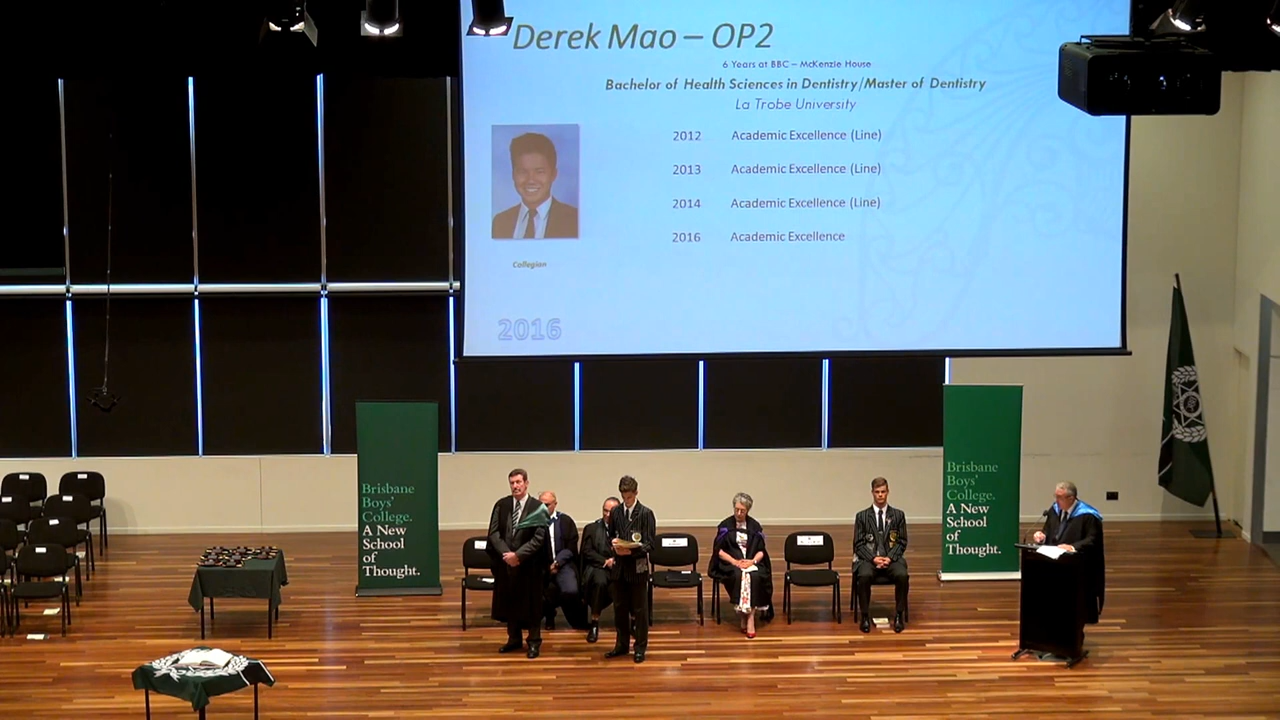 Derek Mao – OP2
6 Years at BBC – McKenzie House
Bachelor of Health Sciences in Dentistry/Master of Dentistry
La Trobe University
2012 Academic Excellence (Line)
2013 Academic Excellence (Line)
2014 Academic Excellence (Line)
2016 Academic Excellence
Collegian
2016
Brisbane
Boys'
College.
A New
School
of
Thought.
Brisbane
Boys'
College.
A New
School
of
Thought.